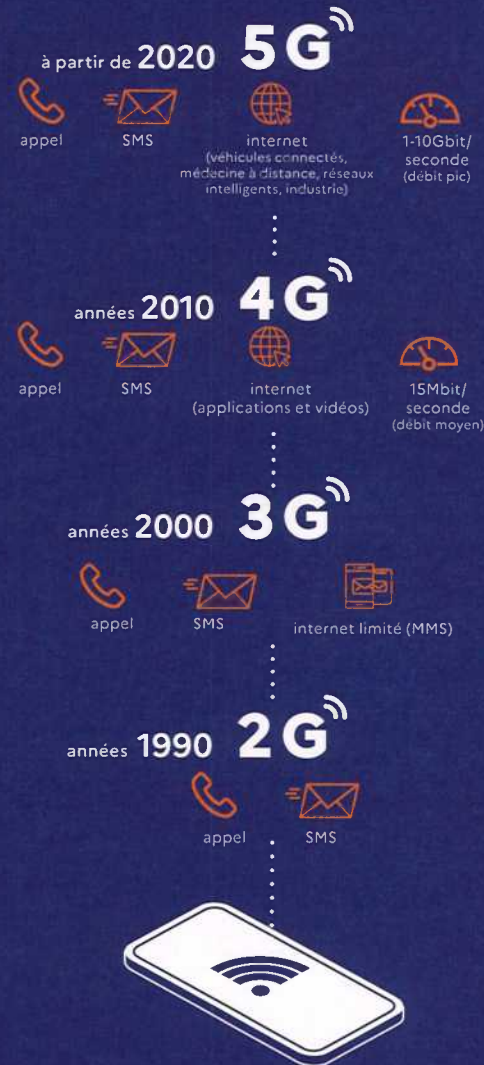 à partir de 2020 5G
appel
SMS
internet
(véhicules connectés,
médecine à distance, réseaux
intelligents, industrie)
1-10Gbit/
seconde
(débit pic)
années 2010 4G
appel
SMS
internet
(applications et vidéos)
15Mbit/
seconde
(débit moyen)
années 2000 3G
appel
SMS
internet limité (MMS)
années 1990 2G
appel
SMS